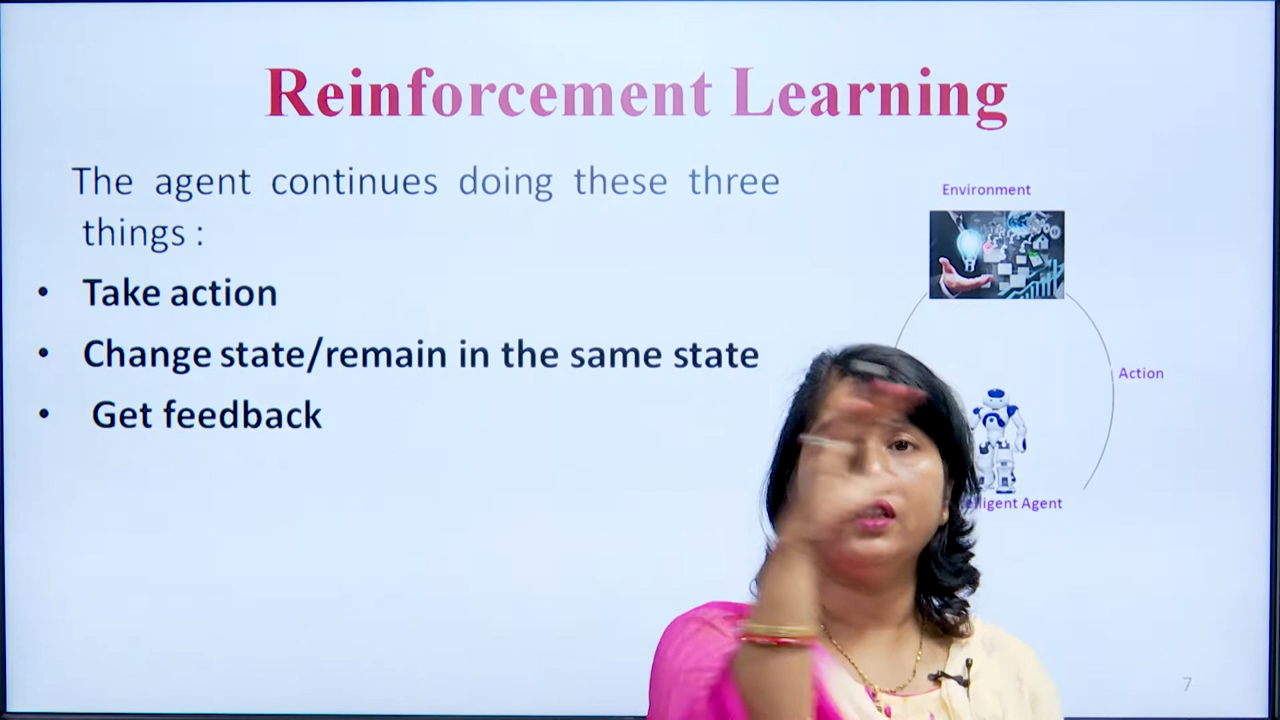 Reinforcement Learning
The agent continues doing these three
things :
• Take action
• Change state/remain in the same state
• Get feedback
Environment
Action
Agent
7